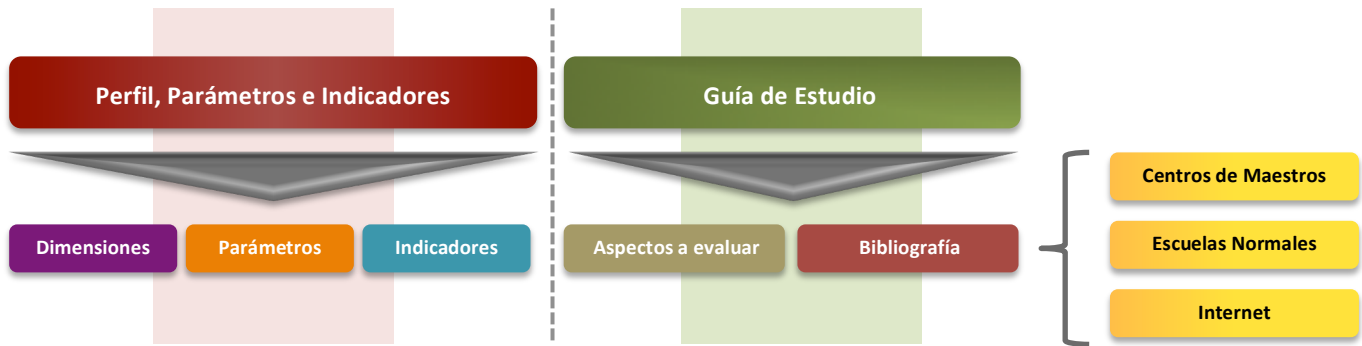 Perfil, Parámetros e Indicadores
Guía de Estudio
Dimensiones
Parámetros
Indicadores
Aspectos a evaluar
Bibliografía
Centros de Maestros
Escuelas Normales
Internet